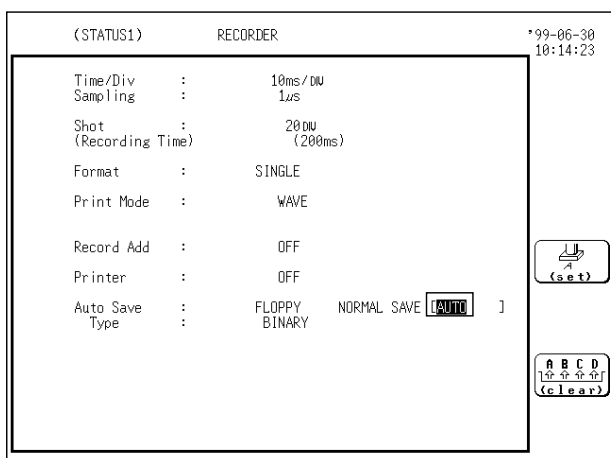 (STATUS1) RECORDER '99-06-30
10:14:23
Time/Div : 10ms/DIV
Sampling : 1µs
Shot : 20DIV
(Recording Time) (200ms)
Format : SINGLE
Print Mode : WAVE
Record Add : OFF
Printer : OFF
Auto Save : FLOPPY NORMAL SAVE [AUTO ]
Type : BINARY
A
(set)
A B C D
(clear)